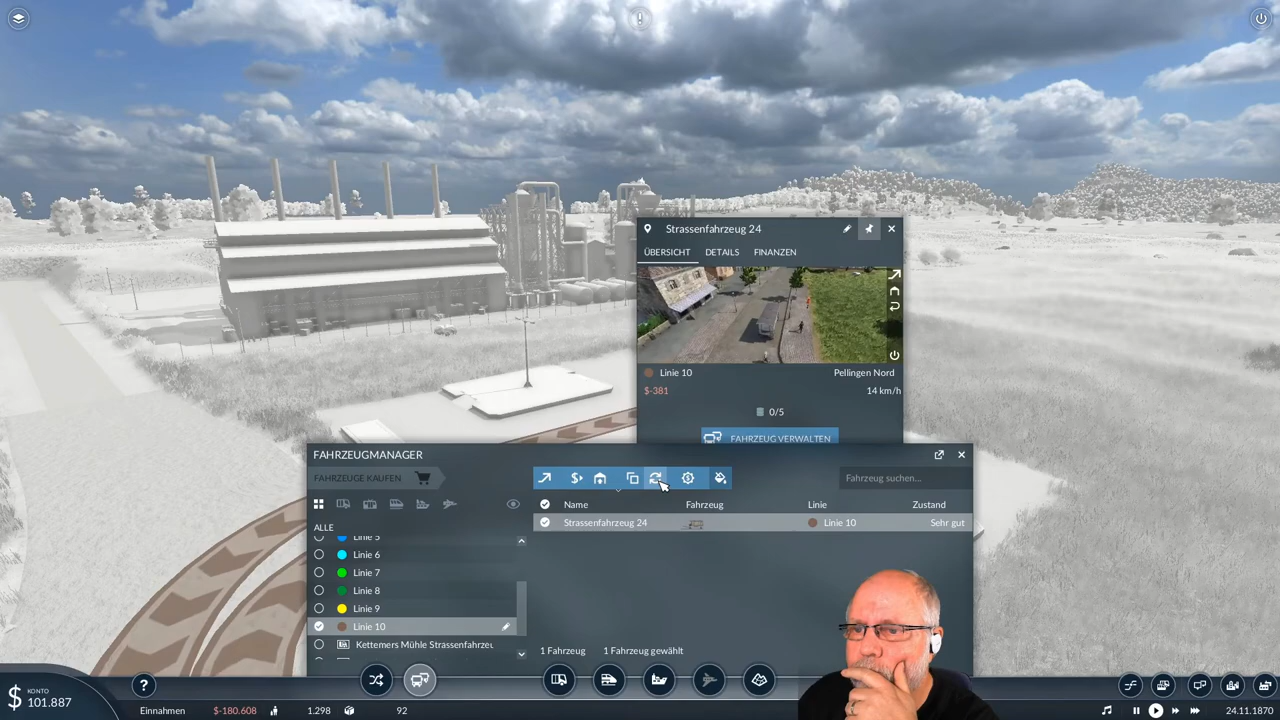 Strassenfahrzeug 24
ÜBERSICHT DETAILS FINANZEN
Linie 10 Pellingen Nord
$-381 14 km/h
0/5
FAHRZEUG VERWALTEN
FAHRZEUGMANAGER
FAHRZEUGE KAUFEN
Fahrzeug suchen...
Name Fahrzeug Linie Zustand
Strassenfahrzeug 24 Linie 10 Sehr gut
ALLE
Linie 5
Linie 6
Linie 7
Linie 8
Linie 9
Linie 10
Kettemers Mühle Strassenfahrzeu
1 Fahrzeug 1 Fahrzeug gewählt
$ KONTO
101.887
?
Einnahmen $-180.608 1.298 92
24.11.1870